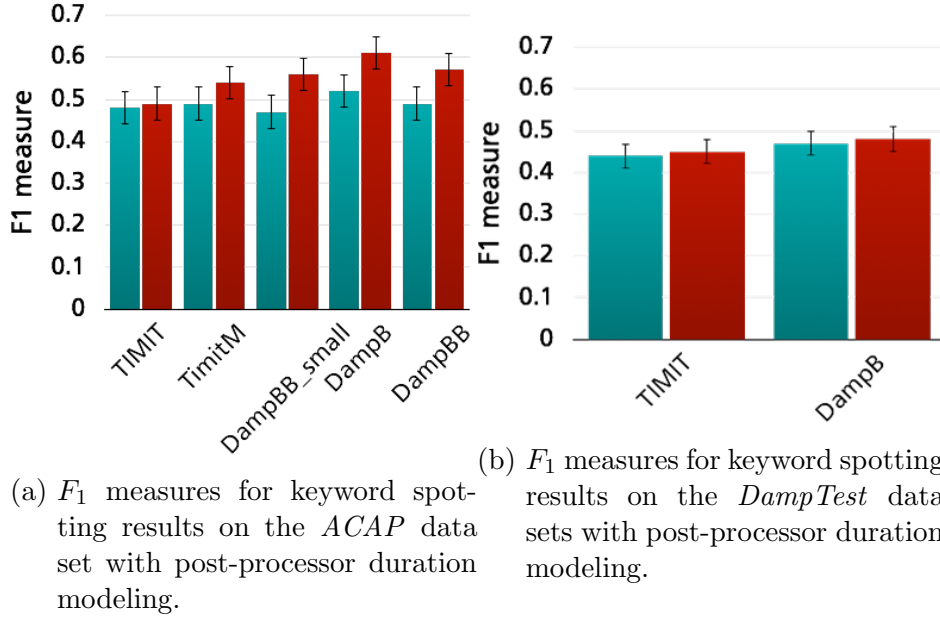 0.7
0.6
0.5
0.4
0.3
0.2
0.1
0
F1 measure
TIMIT
TimitM
DampBB_small
DampB
DampBB
(a) F1 measures for keyword spot-
ting results on the ACAP data
set with post-processor duration
modeling.
0.7
0.6
0.5
0.4
0.3
0.2
0.1
0
F1 measure
TIMIT
DampB
(b) F1 measures for keyword spotting
results on the DampTest data
sets with post-processor duration
modeling.